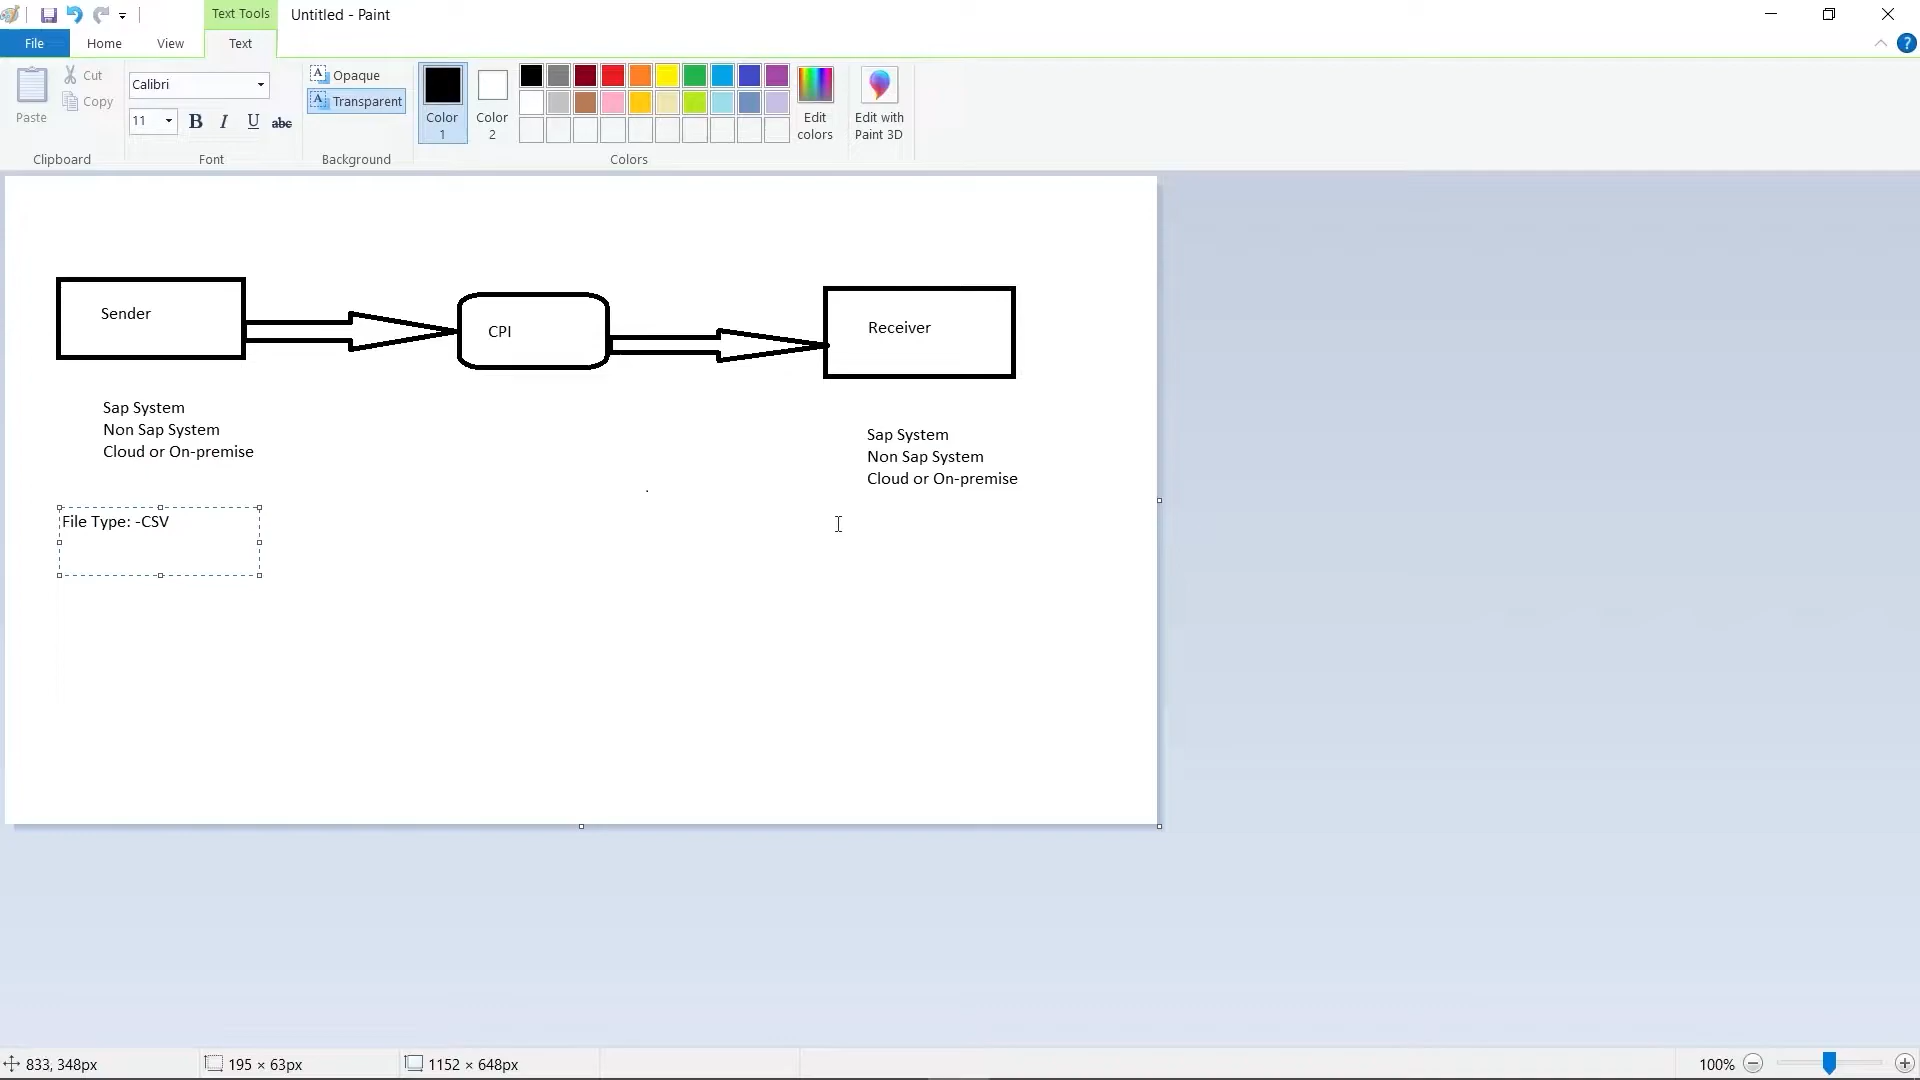 Text Tools
Untitled - Paint
File
Home
View
Text
Paste
Cut
Copy
Clipboard
Calibri
11
B I U abc
Font
Opaque
Transparent
Background
Color 1
Color 2
Edit colors
Colors
Edit with Paint 3D
Sender
CPI
Receiver
Sap System
Non Sap System
Cloud or On-premise
Sap System
Non Sap System
Cloud or On-premise
File Type: -CSV
833, 348px
195 × 63px
1152 × 648px
100%